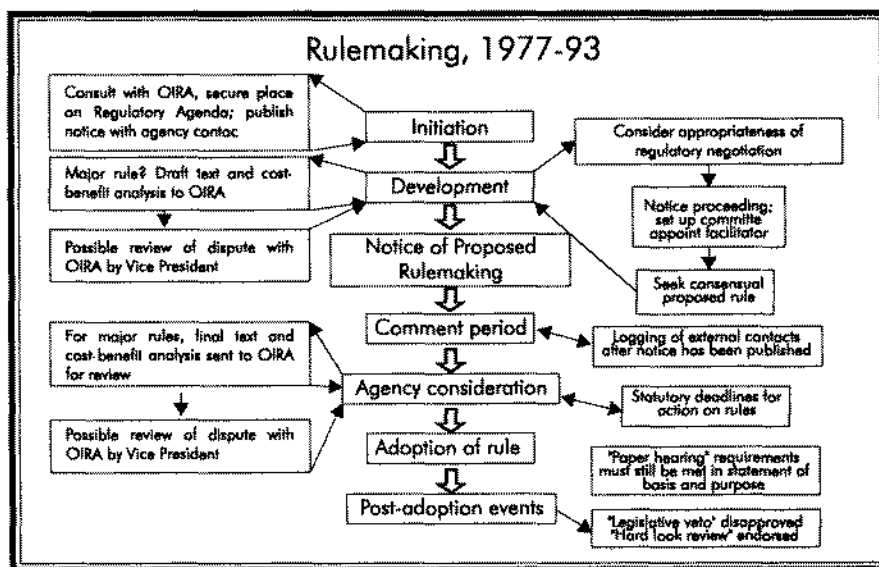 Rulemaking, 1977-93
Consult with OIRA, secure place
on Regulatory Agenda; publish
notice with agency contac
Initiation
Consider appropriateness of
regulatory negotiation
Major rule? Draft text and cost-
benefit analysis to OIRA
Development
Notice proceeding;
set up committe
appoint facilitator
Possible review of dispute with
OIRA by Vice President
Notice of Proposed
Rulemaking
Seek consensual
proposed rule
Comment period
Logging of external contacts
after notice has been published
For major rules, final text and
cost-benefit analysis sent to OIRA
for review
Agency consideration
Statutory deadlines for
action on rules
Possible review of dispute with
OIRA by Vice President
Adoption of rule
"Paper hearing" requirements
must still be met in statement of
basis and purpose
Post-adoption events
"Legislative veto" disapproved
"Hard look review" endorsed